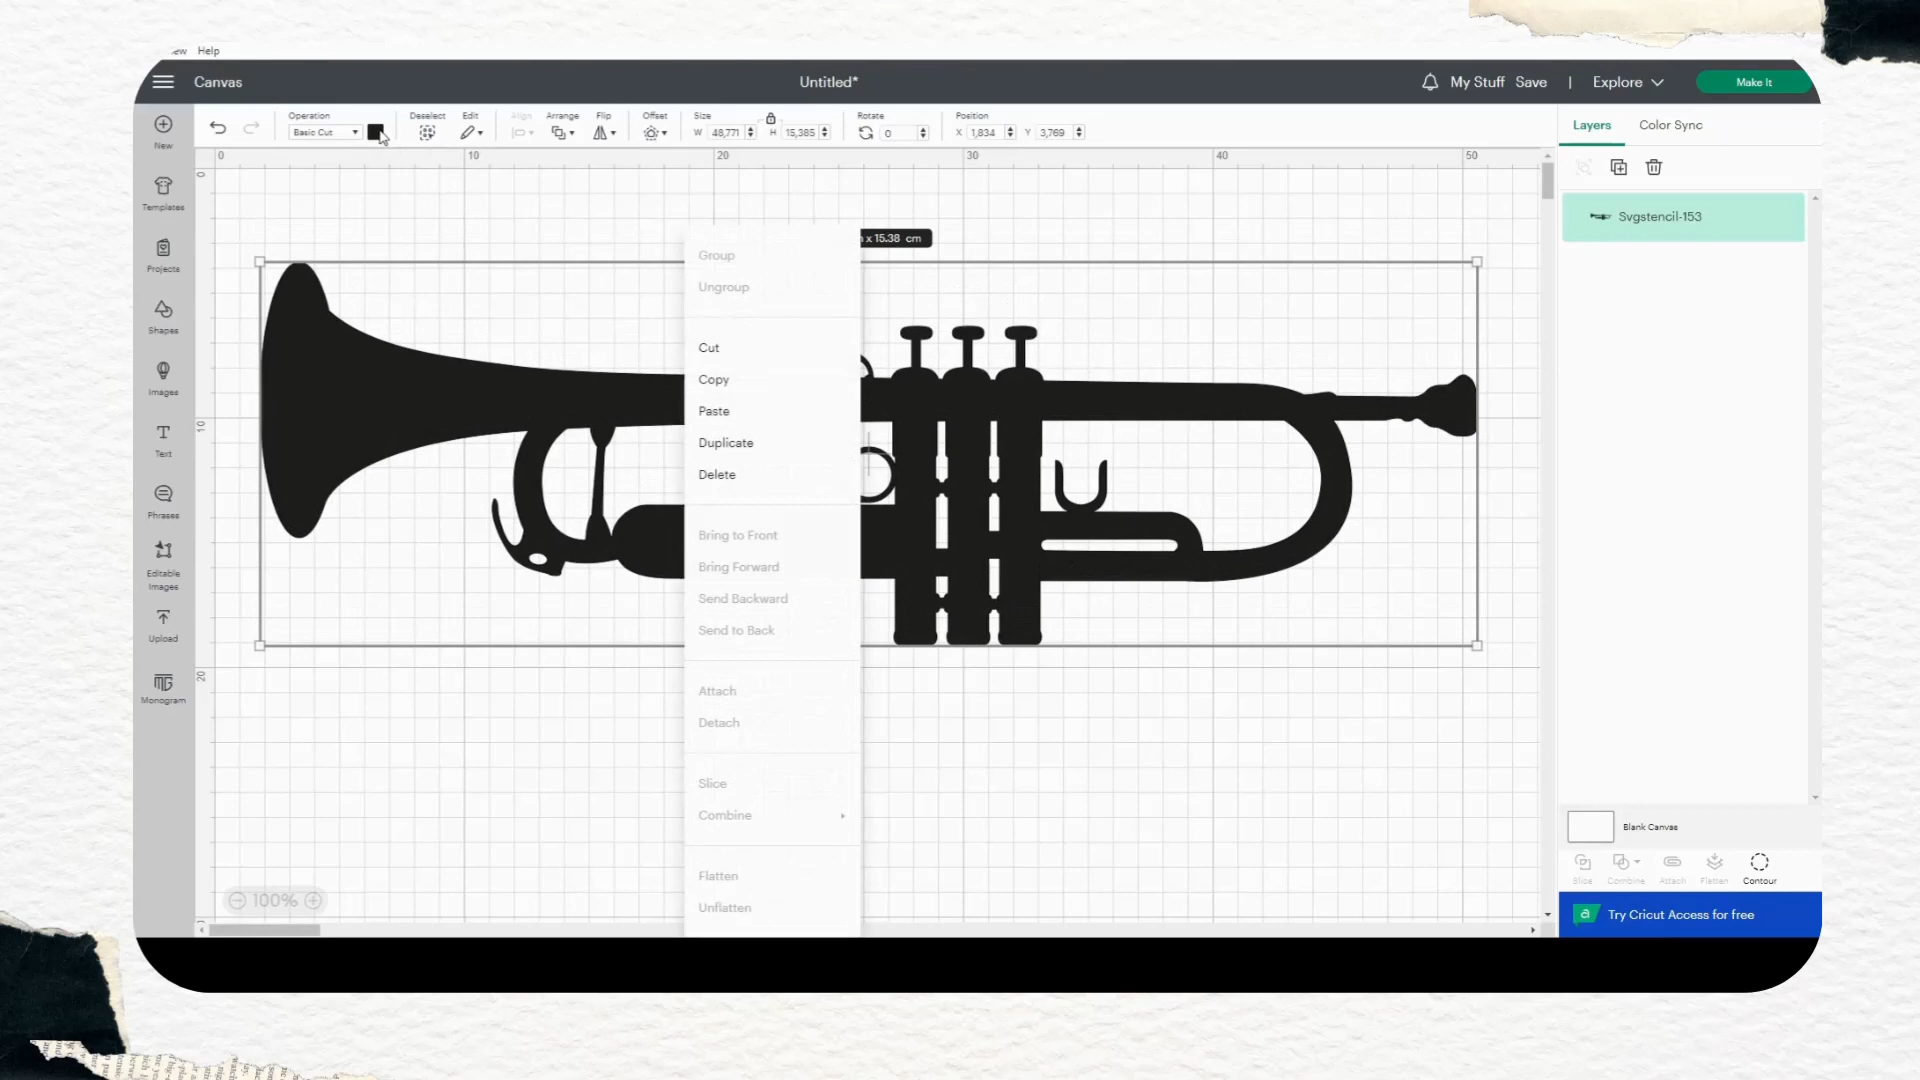 ew Help
Canvas
Untitled*
My Stuff Save | Explore
Make It
Operation
Basic Cut
Deselect
Edit
Align
Arrange
Flip
Offset
Size
W 48,771
H 15,385
Rotate
0
Position
X 1,834
Y 3,769
Layers
Color Sync
New
Templates
Projects
Shapes
Images
Text
Phrases
Editable
Images
Upload
Monogram
0 10 20 30 40 50
0
10
20
x 15.38 cm
Group
Ungroup
Cut
Copy
Paste
Duplicate
Delete
Bring to Front
Bring Forward
Send Backward
Send to Back
Attach
Detach
Slice
Combine
Flatten
Unflatten
100%
Svgstencil-153
Blank Canvas
Slice
Combine
Attach
Flatten
Contour
a Try Cricut Access for free